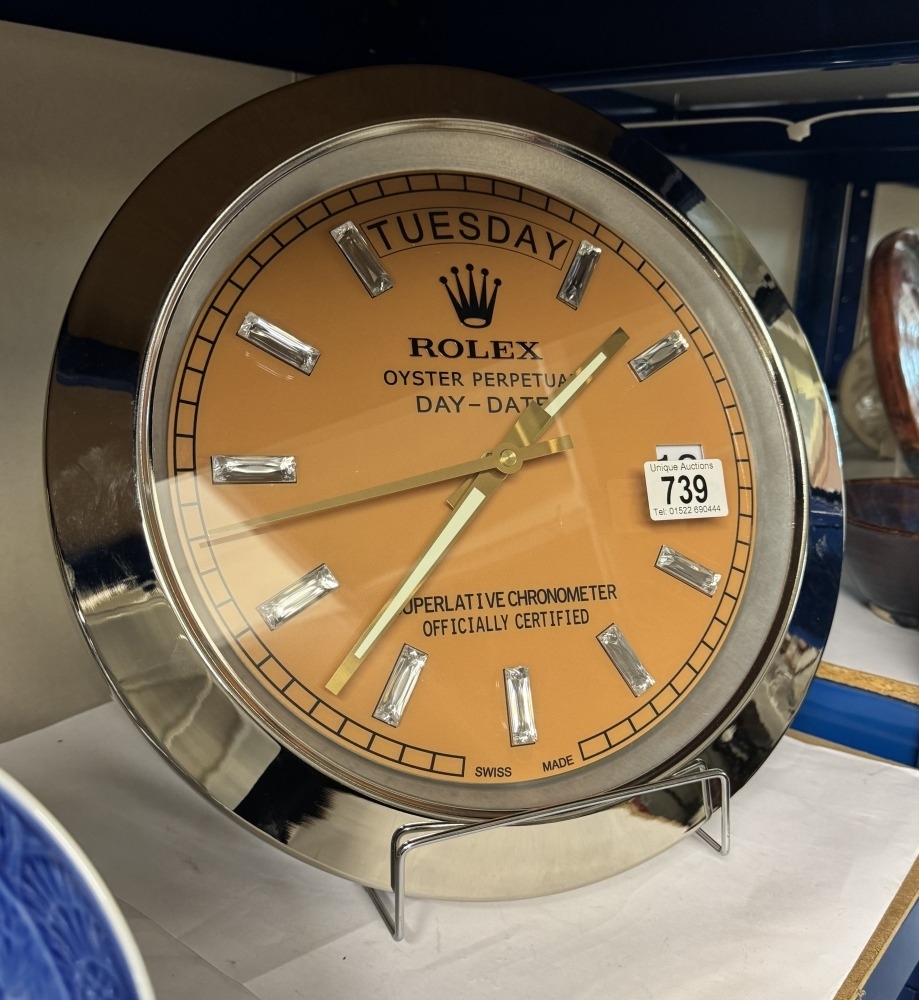 TUESDAY
ROLEX
OYSTER PERPETUA
DAY-DATE
Unique Auctions
739
Tel: 01522 690444
UPERLATIVE CHRONOMETER
OFFICIALLY CERTIFIED
SWISS MADE